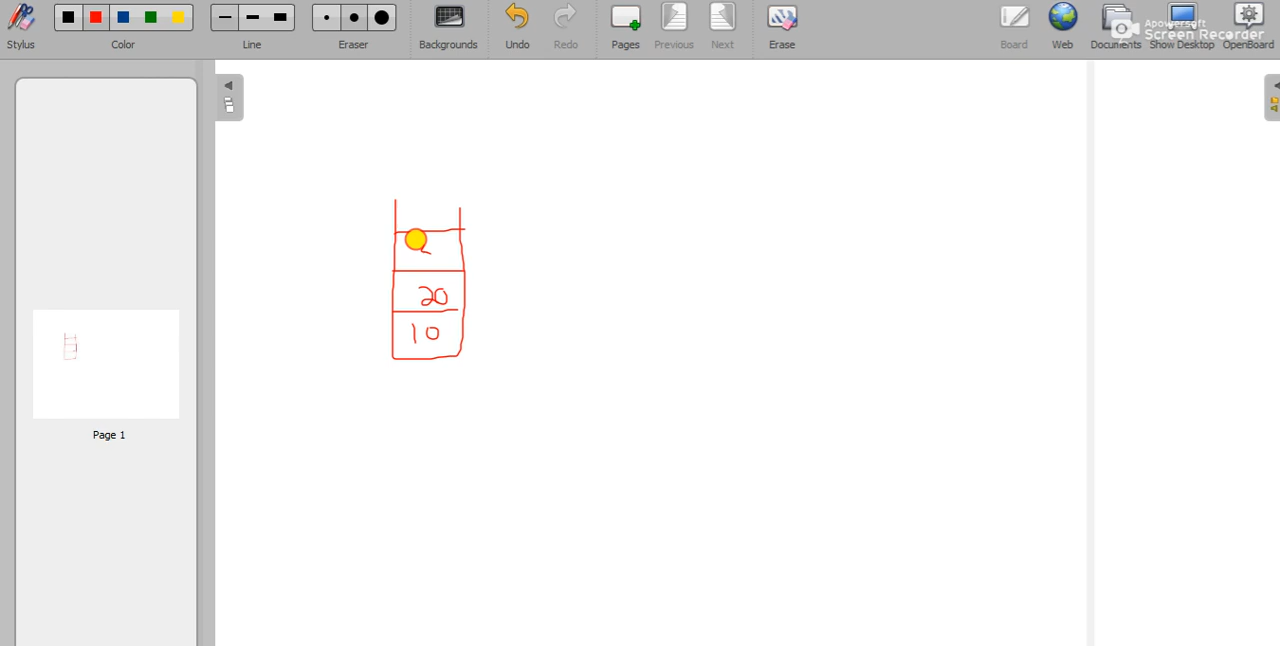 Stylus
Color
Line
Eraser
Backgrounds
Undo
Redo
Pages
Previous
Next
Erase
Board
Web
Documents
Show Desktop
OpenBoard
Apowersoft
Screen Recorder
20
10
Page 1